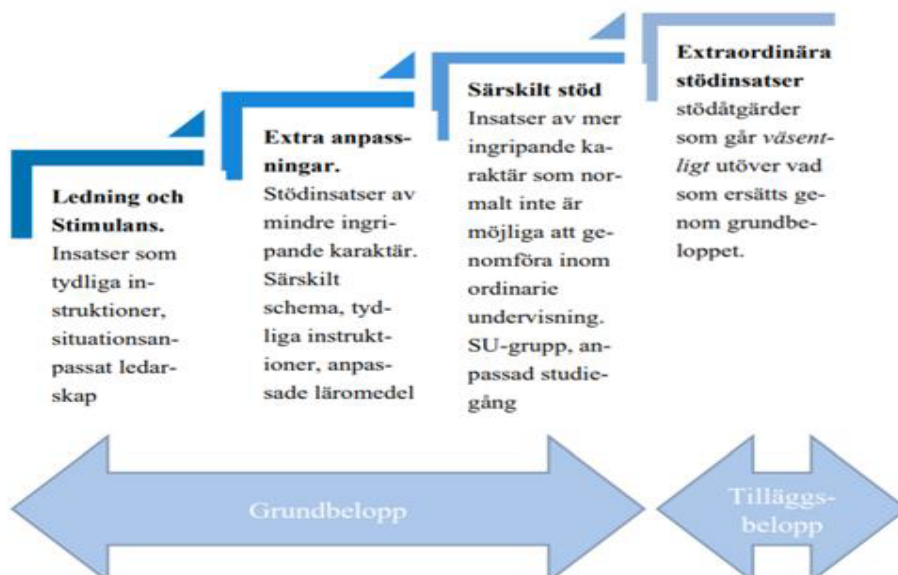 Ledning och
Stimulans.
Insatser som
tydliga in-
struktioner,
situationsan-
passat ledar-
skap
Extra anpass-
ningar.
Stödinsatser av
mindre ingri-
pande karaktär.
Särskilt
schema, tyd-
liga instrukt-
ioner, anpas-
sade läromedel
Särskilt stöd
Insatser av mer
ingripande ka-
raktär som nor-
malt inte är
möjliga att ge-
nomföra inom
ordinarie
undervisning.
SU-grupp, an-
passad studie-
gång
Extraordinära
stödinsatser
stödåtgärder
som går väsent-
ligt utöver vad
som ersätts ge-
nom grundbe-
loppet.
Grundbelopp
Tilläggs-
belopp